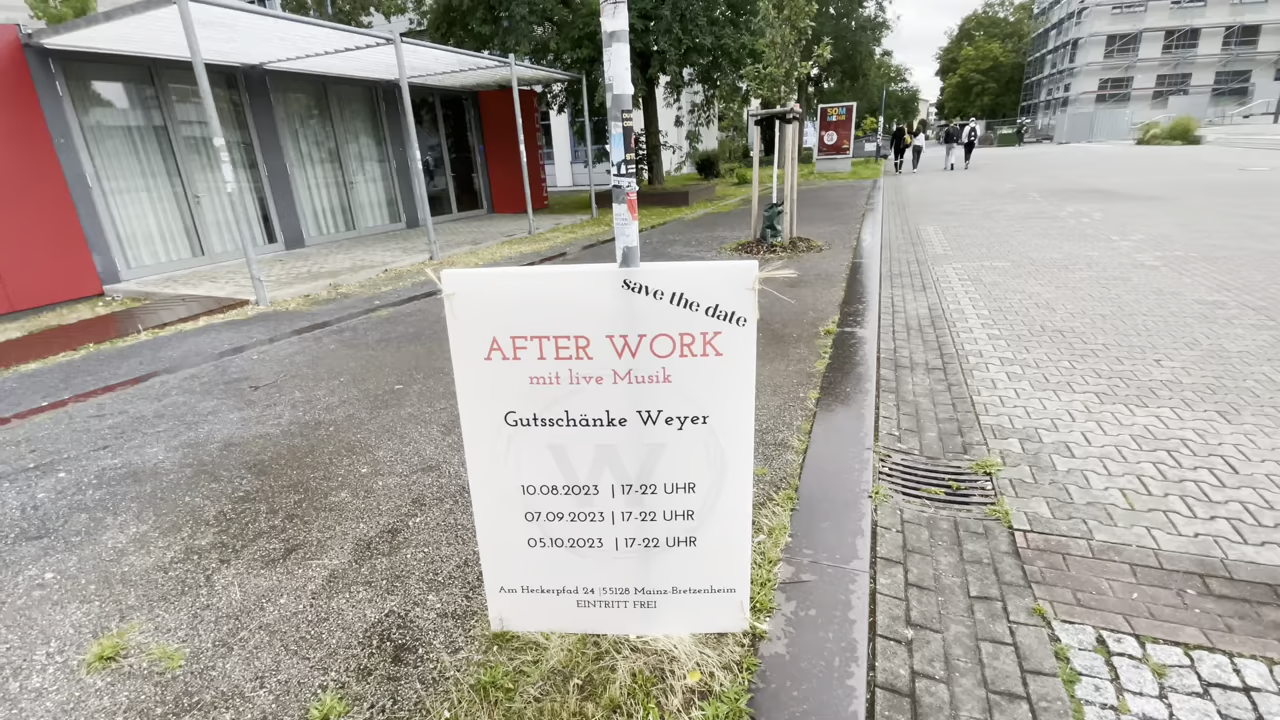 save the date
AFTER WORK
mit live Musik
Gutsschänke Weyer
W
10.08.2023 | 17-22 UHR
07.09.2023 | 17-22 UHR
05.10.2023 | 17-22 UHR
Am Heckerpfad 24 | 55128 Mainz-Bretzenheim
EINTRITT FREI
SOM
MEHR